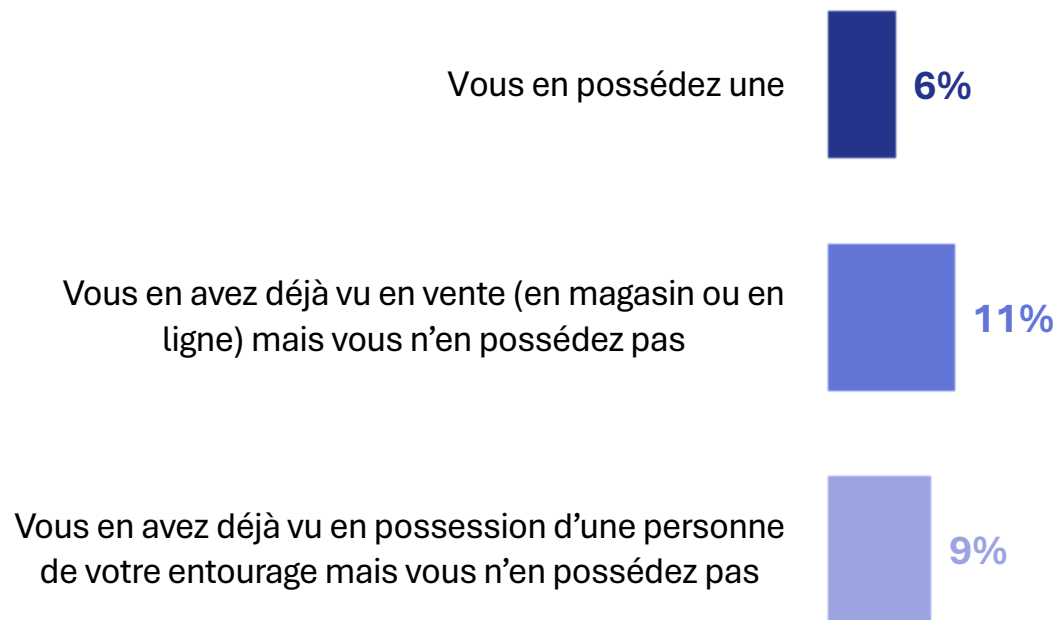 Vous en possédez une
6%
Vous en avez déjà vu en vente (en magasin ou en
ligne) mais vous n’en possédez pas
11%
Vous en avez déjà vu en possession d’une personne
de votre entourage mais vous n’en possédez pas
9%